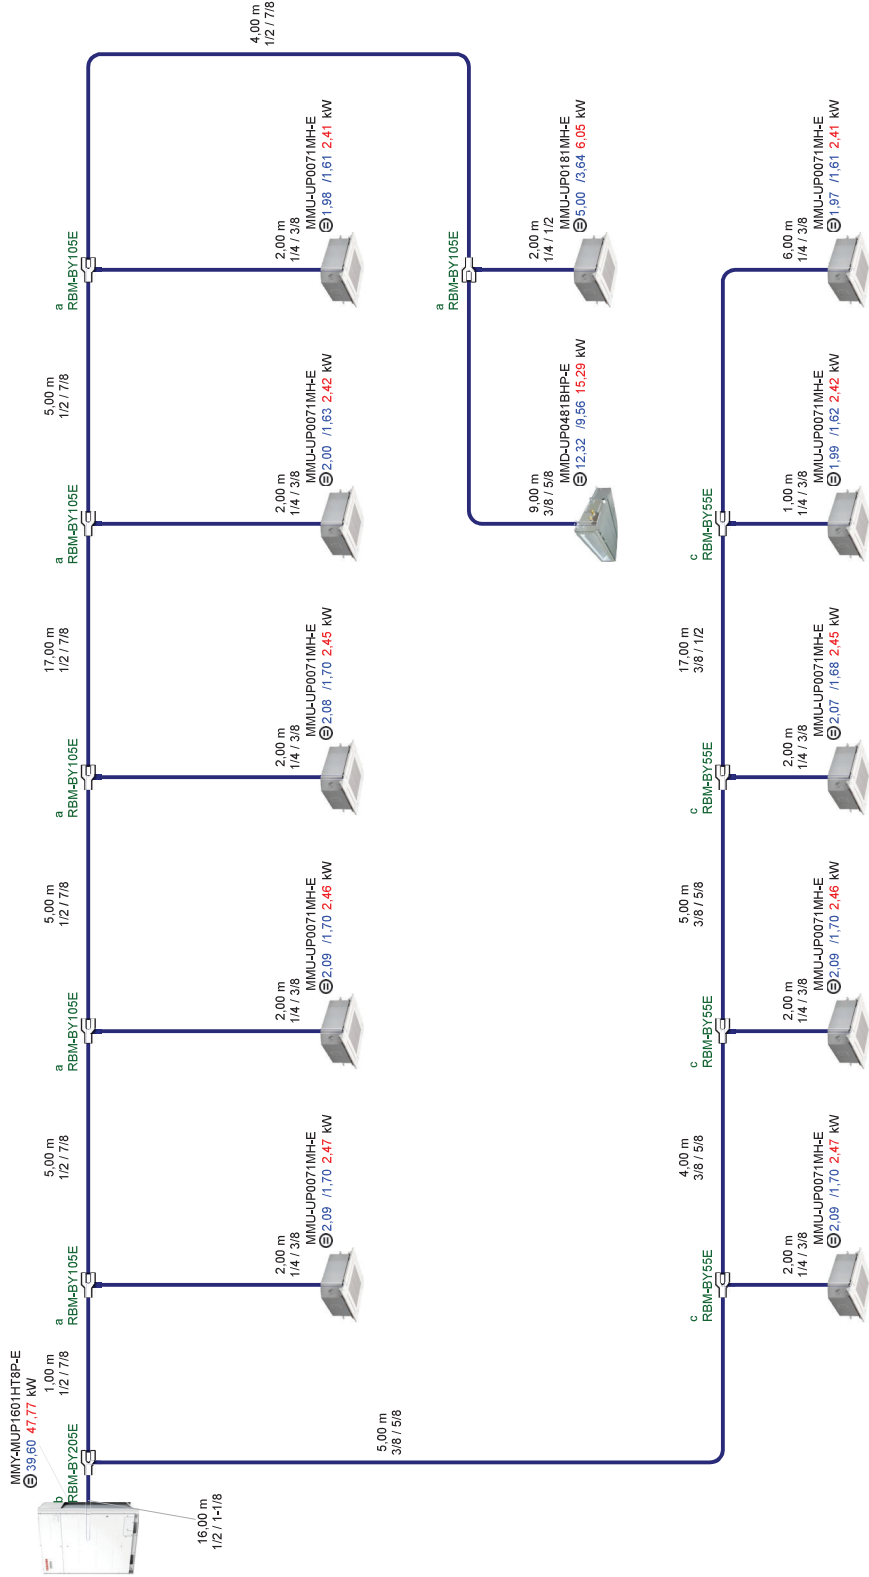 MMY-MUP1601HT8P-E
39,60 47,77 kW
b
RBM-BY205E
16,00 m
1/2 / 1-1/8
1,00 m
1/2 / 7/8
a
RBM-BY105E
2,00 m
1/4 / 3/8
MMU-UP0071MH-E
2,09 /1,70 2,47 kW
5,00 m
1/2 / 7/8
a
RBM-BY105E
2,00 m
1/4 / 3/8
MMU-UP0071MH-E
2,09 /1,70 2,46 kW
5,00 m
1/2 / 7/8
a
RBM-BY105E
2,00 m
1/4 / 3/8
MMU-UP0071MH-E
2,08 /1,70 2,45 kW
17,00 m
1/2 / 7/8
a
RBM-BY105E
2,00 m
1/4 / 3/8
MMU-UP0071MH-E
2,00 /1,63 2,42 kW
5,00 m
1/2 / 7/8
a
RBM-BY105E
2,00 m
1/4 / 3/8
MMU-UP0071MH-E
1,98 /1,61 2,41 kW
4,00 m
1/2 / 7/8
a
RBM-BY105E
2,00 m
1/4 / 1/2
MMU-UP0181MH-E
5,00 /3,64 6,05 kW
9,00 m
3/8 / 5/8
MMD-UP0481BHP-E
12,32 /9,56 15,29 kW
5,00 m
3/8 / 5/8
c
RBM-BY55E
2,00 m
1/4 / 3/8
MMU-UP0071MH-E
2,09 /1,70 2,47 kW
4,00 m
3/8 / 5/8
c
RBM-BY55E
2,00 m
1/4 / 3/8
MMU-UP0071MH-E
2,09 /1,70 2,46 kW
5,00 m
3/8 / 5/8
c
RBM-BY55E
2,00 m
1/4 / 3/8
MMU-UP0071MH-E
2,07 /1,68 2,45 kW
17,00 m
3/8 / 1/2
c
RBM-BY55E
1,00 m
1/4 / 3/8
MMU-UP0071MH-E
1,99 /1,62 2,42 kW
6,00 m
1/4 / 3/8
MMU-UP0071MH-E
1,97 /1,61 2,41 kW